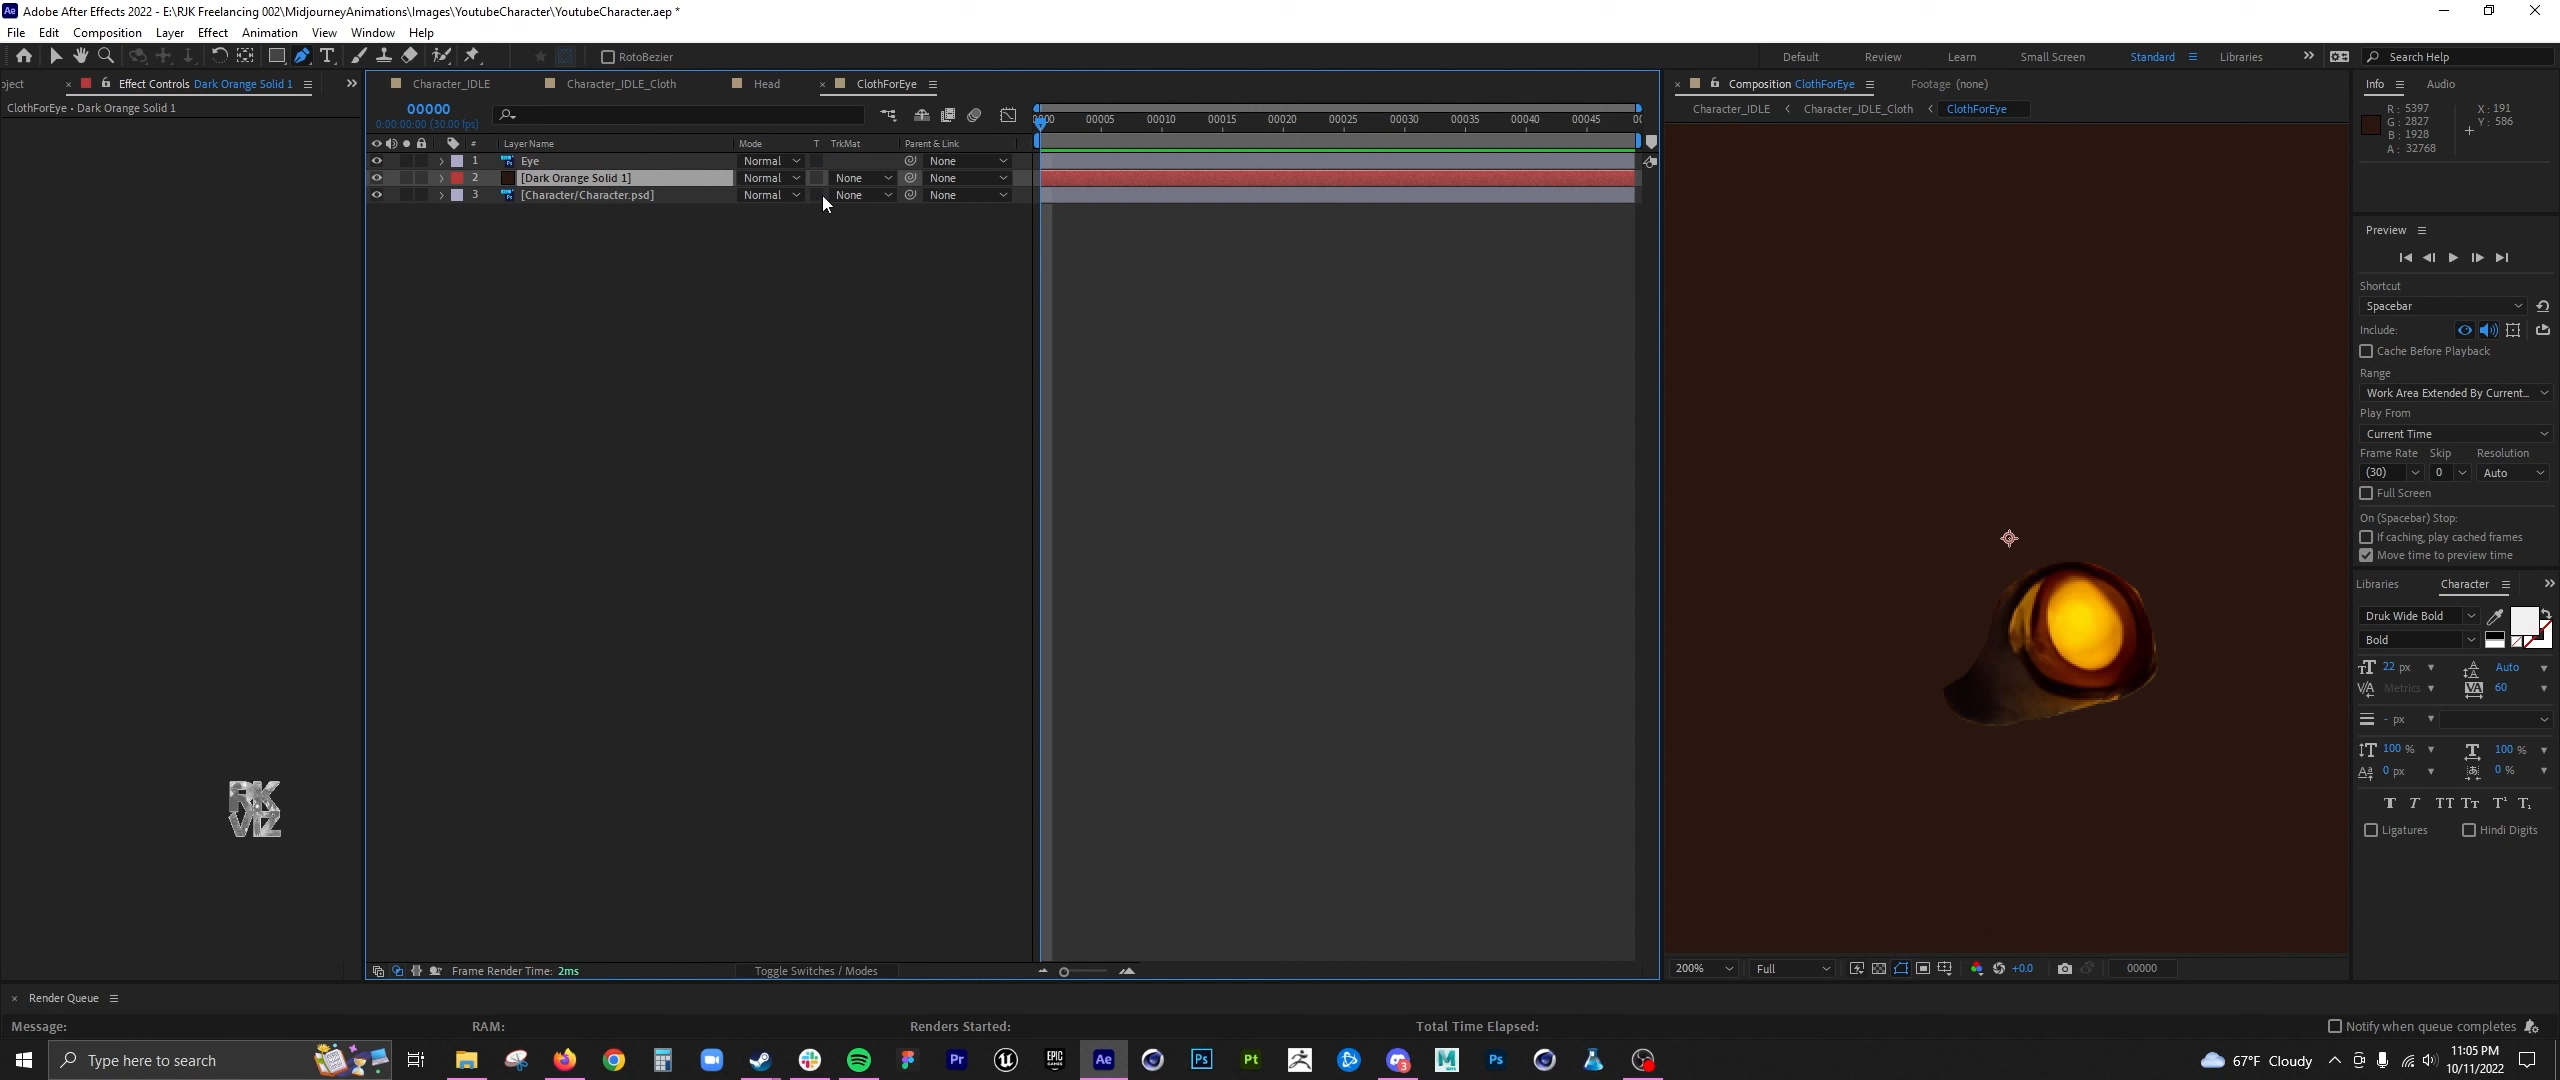 Adobe After Effects 2022 - E:\RJK Freelancing 002\MidjourneyAnimations\Images\YoutubeCharacter\YoutubeCharacter.aep *
File Edit Composition Layer Effect Animation View Window Help
RotoBezier
Default Review Learn Small Screen Standard Libraries
Search Help
oject Effect Controls Dark Orange Solid 1
ClothForEye • Dark Orange Solid 1
Character_IDLE Character_IDLE_Cloth Head ClothForEye
00000
0:00:00:00 (30.00 fps)
00005 00010 00015 00020 00025 00030 00035 00040 00045
# Layer Name Mode T TrkMat Parent & Link
1 Eye Normal None
2 [Dark Orange Solid 1] Normal None None
3 [Character/Character.psd] Normal None None
Frame Render Time: 2ms
Toggle Switches / Modes
Composition ClothForEye Footage (none)
Character_IDLE Character_IDLE_Cloth ClothForEye
200% Full +0.0 00000
Info Audio
R: 5397 X: 191
G: 2827 Y: 586
B: 1928
A: 32768
Preview
Shortcut
Spacebar
Include:
Cache Before Playback
Range
Work Area Extended By Current...
Play From
Current Time
Frame Rate Skip Resolution
(30) 0 Auto
Full Screen
On (Spacebar) Stop:
If caching, play cached frames
Move time to preview time
Libraries Character
Druk Wide Bold
Bold
22 px Auto
Metrics 60
- px
100 % 100 %
0 px 0 %
Ligatures Hindi Digits
RK
VIZ
Render Queue
Message: RAM: Renders Started: Total Time Elapsed:
Notify when queue completes
Type here to search
67°F Cloudy
11:05 PM
10/11/2022